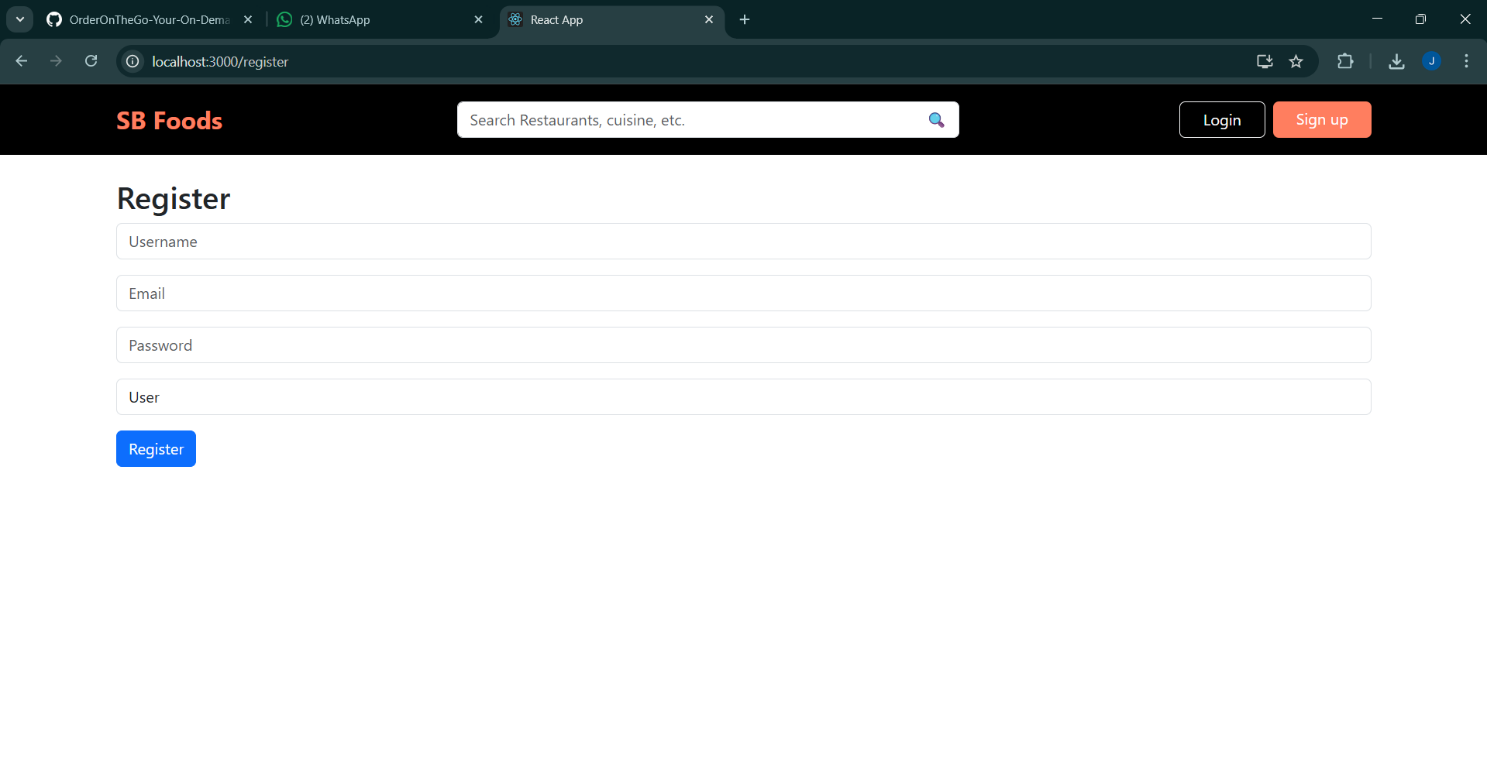 OrderOnTheGo-Your-On-Dema
(2) WhatsApp
React App
localhost:3000/register
J
SB Foods
Search Restaurants, cuisine, etc.
Login
Sign up
Register
Username
Email
Password
User
Register